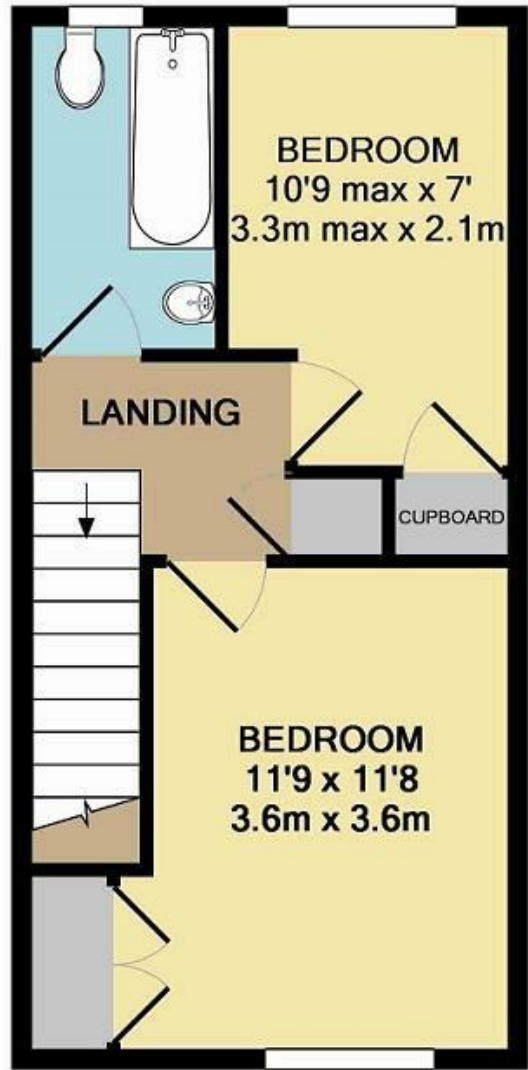 BEDROOM
10'9 max x 7'
3.3m max x 2.1m
LANDING
CUPBOARD
BEDROOM
11'9 x 11'8
3.6m x 3.6m